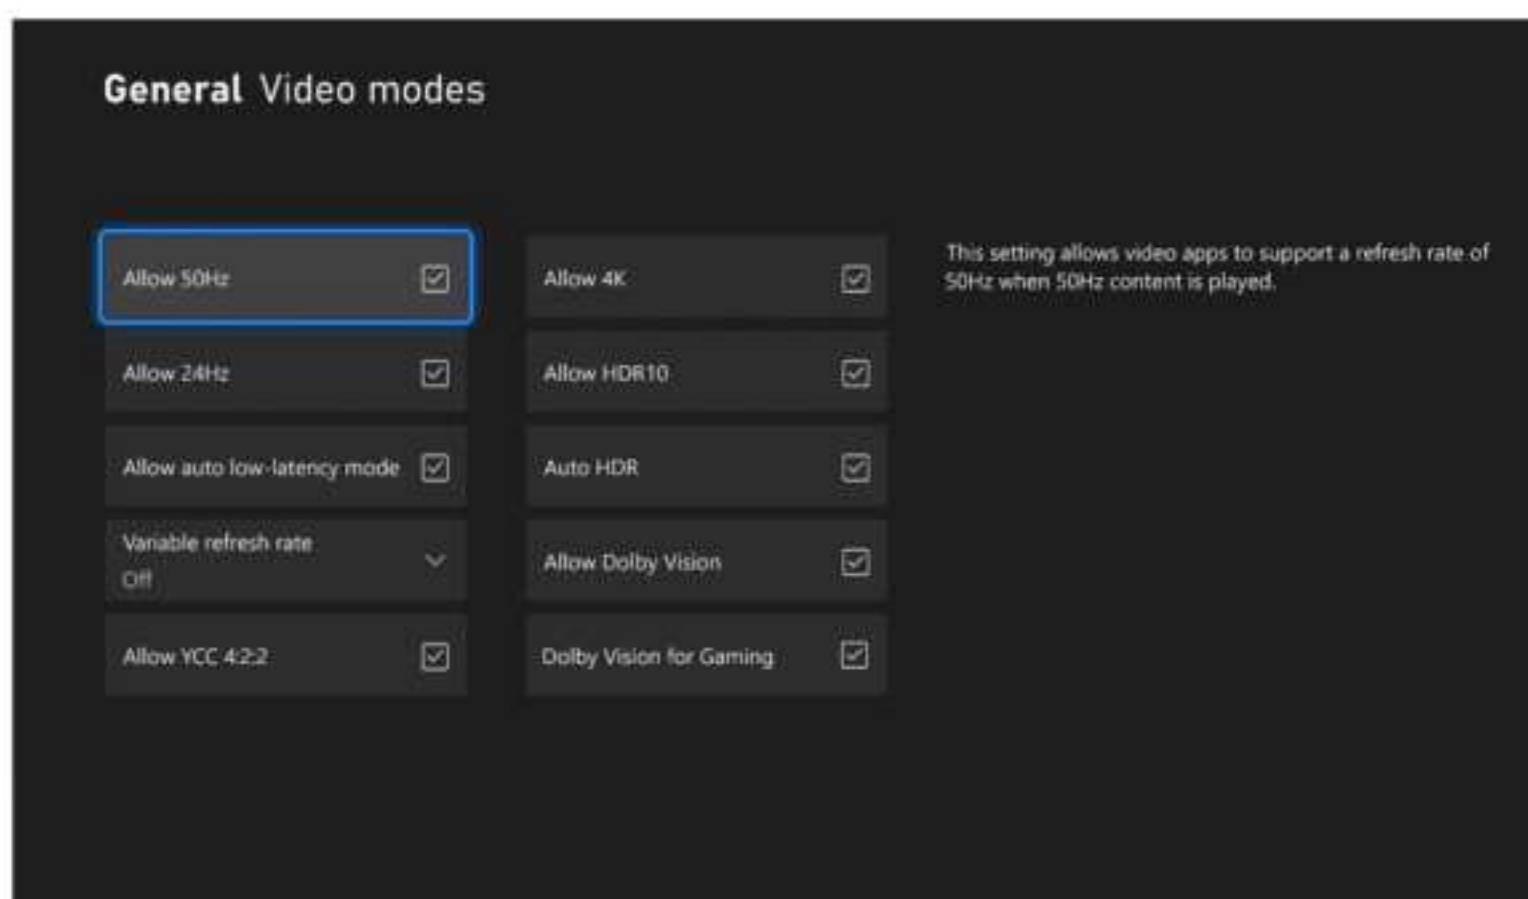 General Video modes
Allow 50Hz
Allow 24Hz
Allow auto low-latency mode
Variable refresh rate
Off
Allow YCC 4:2:2
Allow 4K
Allow HDR10
Auto HDR
Allow Dolby Vision
Dolby Vision for Gaming
This setting allows video apps to support a refresh rate of
50Hz when 50Hz content is played.